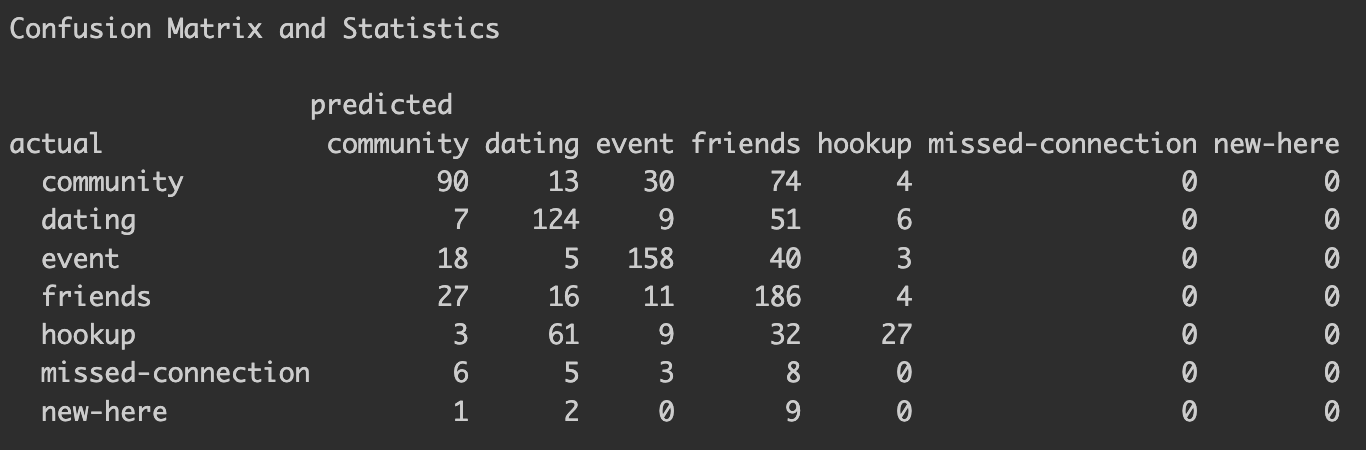 Confusion Matrix and Statistics
predicted
actual community dating event friends hookup missed-connection new-here
community 90 13 30 74 4 0 0
dating 7 124 9 51 6 0 0
event 18 5 158 40 3 0 0
friends 27 16 11 186 4 0 0
hookup 3 61 9 32 27 0 0
missed-connection 6 5 3 8 0 0 0
new-here 1 2 0 9 0 0 0